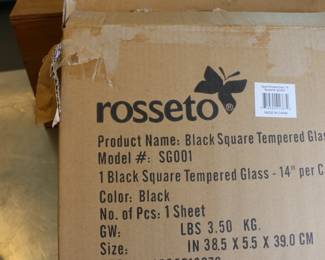 rosseto®
Product Name: Black Square Tempered Glas
Model #: SG001
1 Black Square Tempered Glass - 14" per C
Color: Black
No. of Pcs: 1 Sheet
GW: LBS 3.50 KG.
Size: IN 38.5 X 5.5 X 39.0 CM